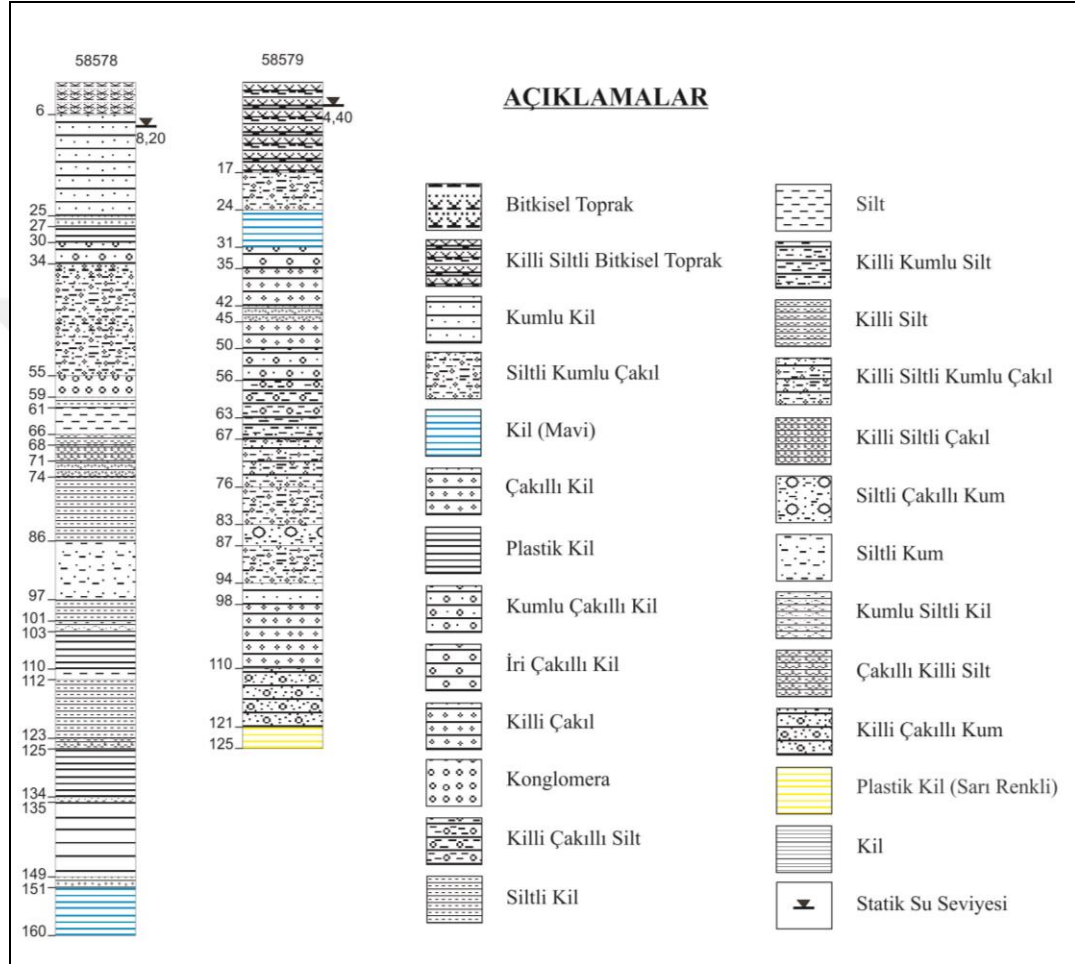 58578
6
8,20
25
27
30
34
55
59
61
66
68
71
74
86
97
101
103
110
112
123
125
134
135
149
151
160
58579
4,40
17
24
31
35
42
45
50
56
63
67
76
83
87
94
98
110
121
125
AÇIKLAMALAR
Bitkisel Toprak
Killi Siltli Bitkisel Toprak
Kumlu Kil
Siltli Kumlu Çakıl
Kil (Mavi)
Çakıllı Kil
Plastik Kil
Kumlu Çakıllı Kil
İri Çakıllı Kil
Killi Çakıl
Konglomera
Killi Çakıllı Silt
Siltli Kil
Silt
Killi Kumlu Silt
Killi Silt
Killi Siltli Kumlu Çakıl
Killi Siltli Çakıl
Siltli Çakıllı Kum
Siltli Kum
Kumlu Siltli Kil
Çakıllı Killi Silt
Killi Çakıllı Kum
Plastik Kil (Sarı Renkli)
Kil
Statik Su Seviyesi